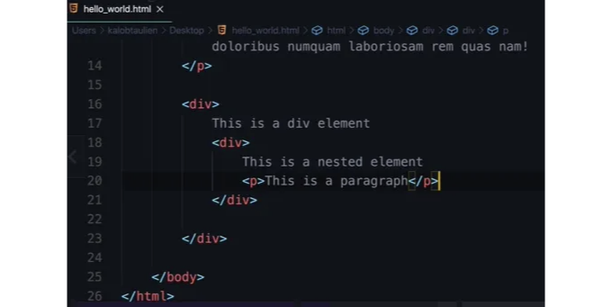 hello_world.html ×
Users > kalobtaulien > Desktop > hello_world.html > html > body > div > div > p
doloribus numquam laboriosam rem quas nam!
14 </p>
15
16 <div>
17 This is a div element
18 <div>
19 This is a nested element
20 <p>This is a paragraph</p>
21 </div>
22
23 </div>
24
25 </body>
26 </html>